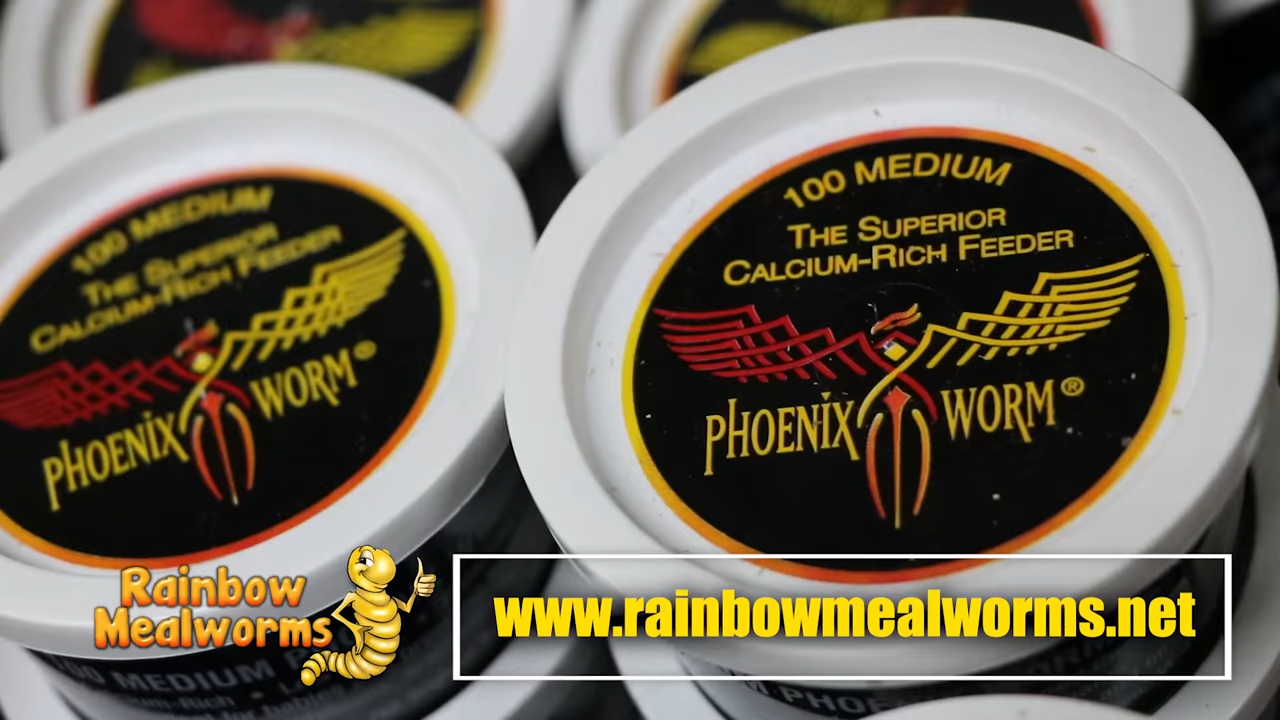 100 MEDIUM
THE SUPERIOR
CALCIUM-RICH FEEDER
PHOENIX WORM®
100 MEDIUM
THE SUPERIOR
CALCIUM-RICH FEEDER
PHOENIX WORM®
Rainbow
Mealworms
www.rainbowmealworms.net
100 MEDIUM